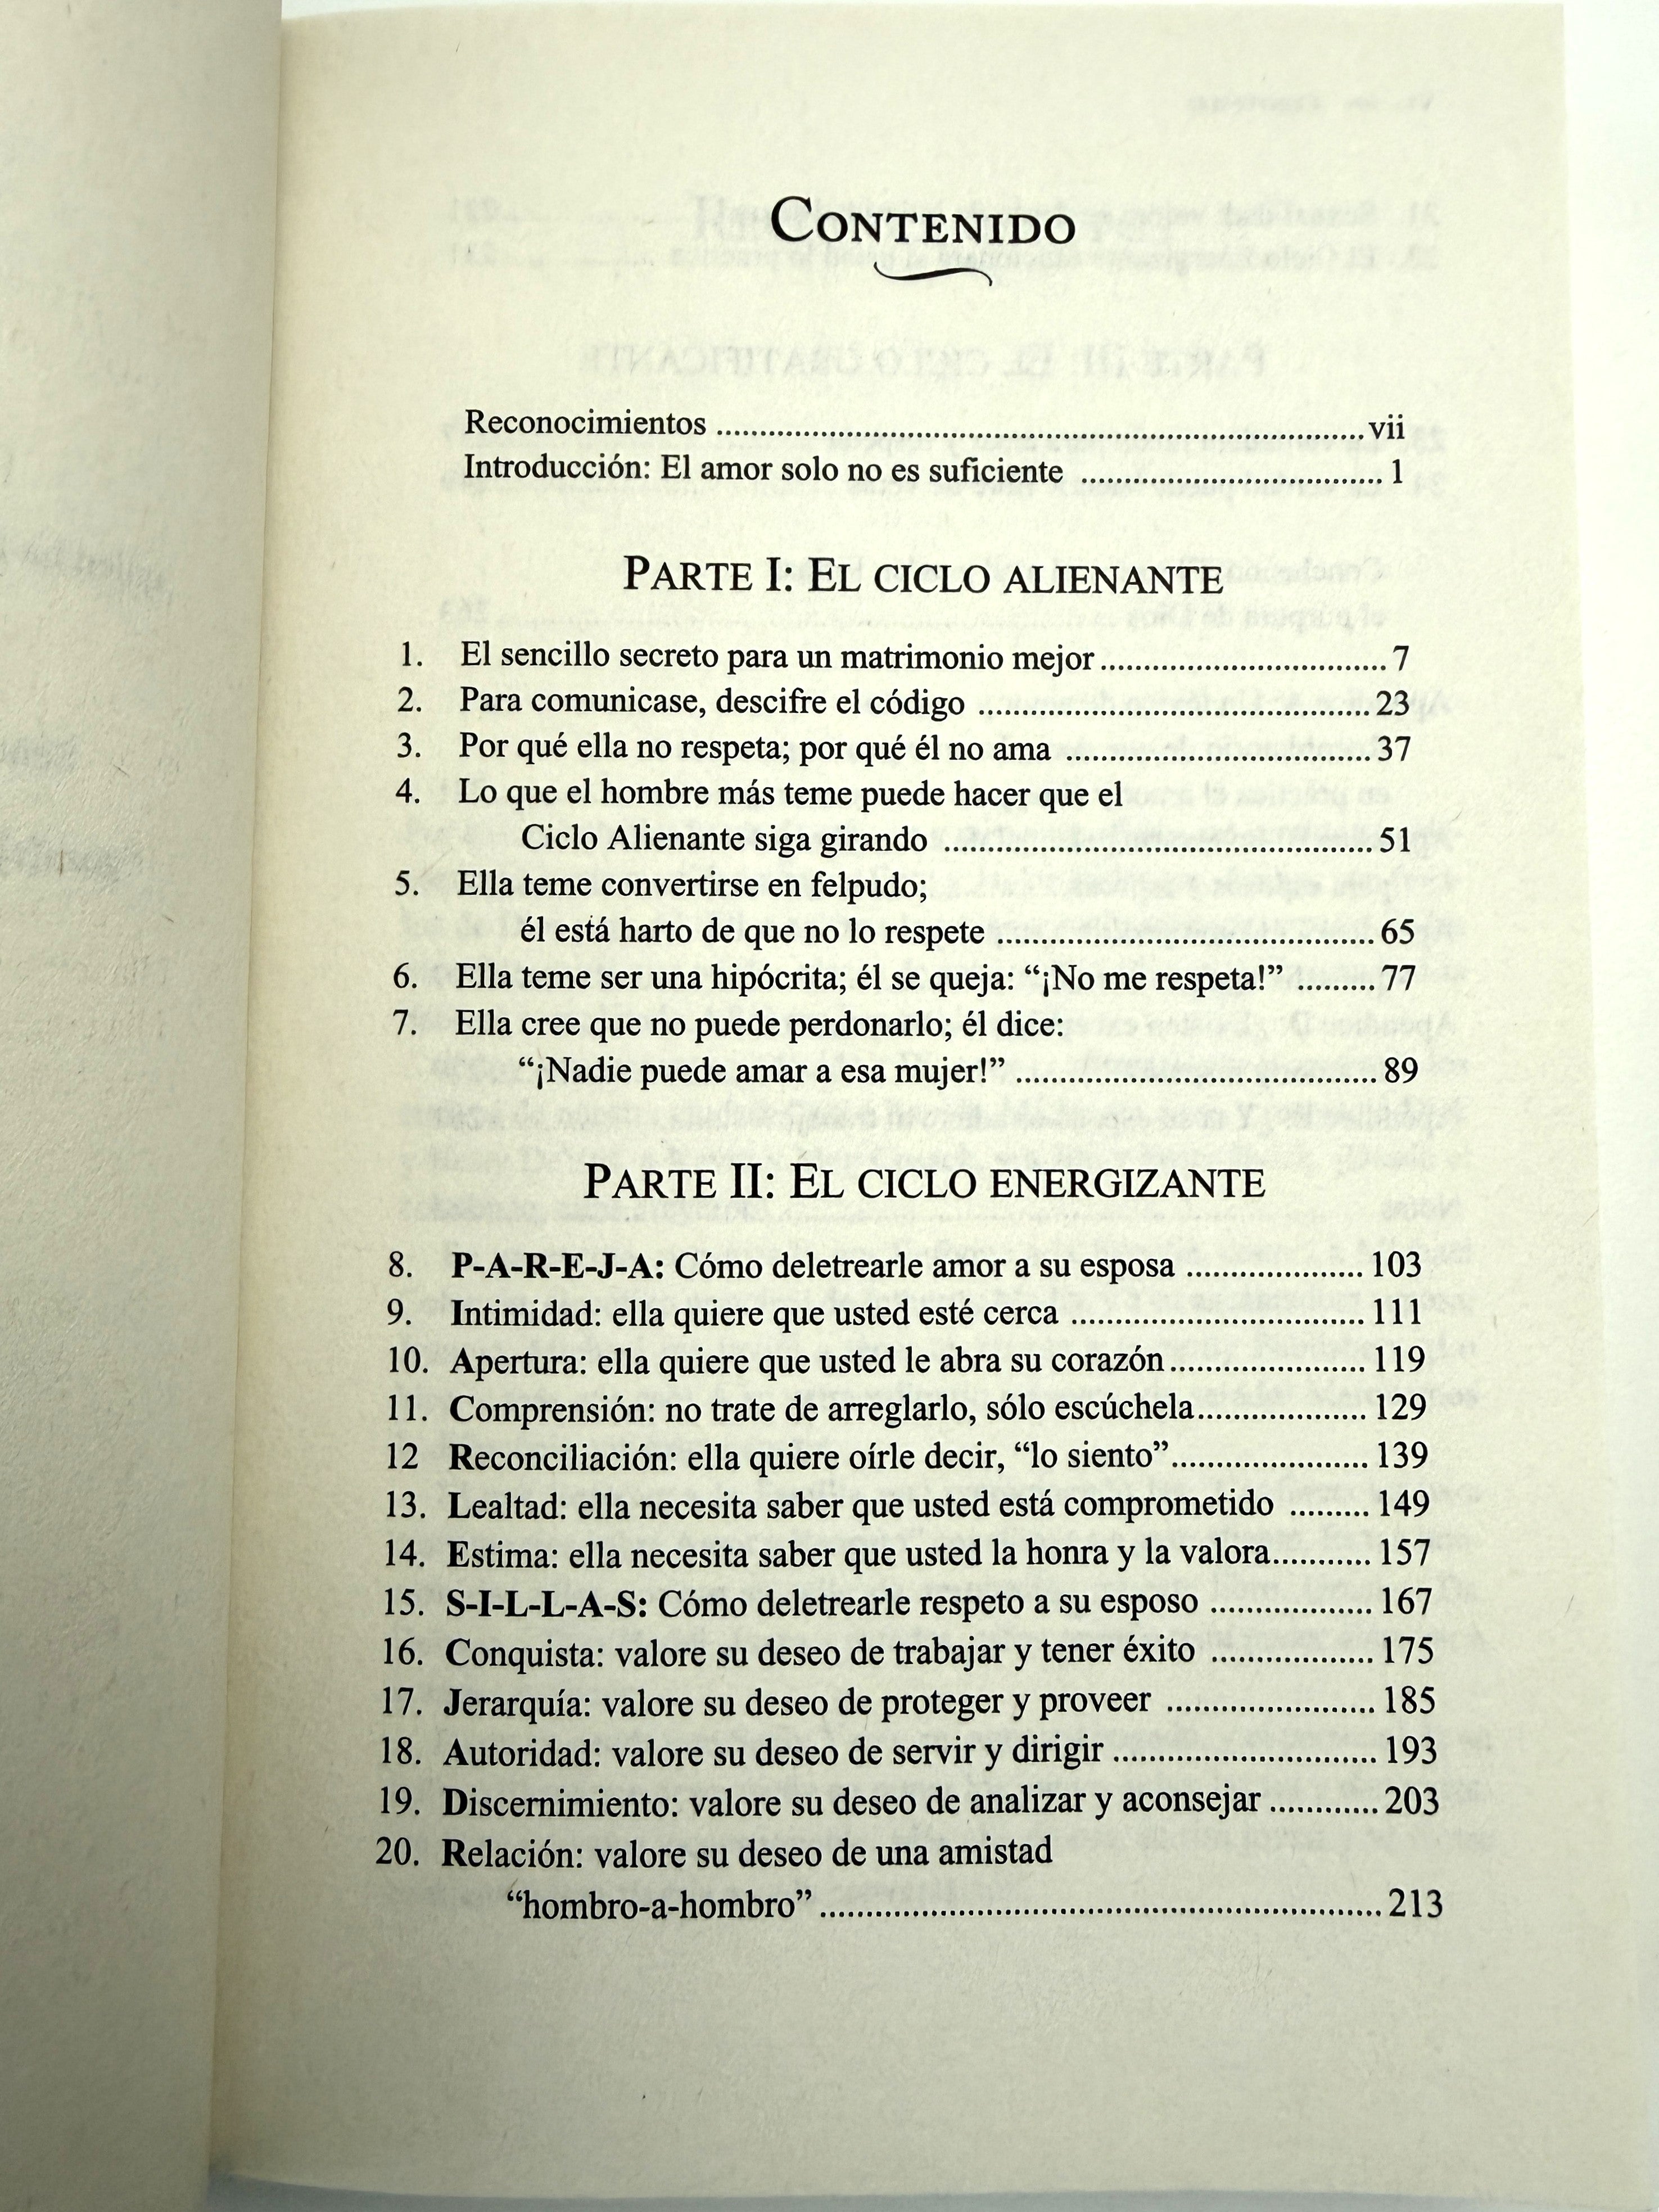 CONTENIDO
Reconocimientos ........ vii
Introducción: El amor solo no es suficiente ........ 1
PARTE I: EL CICLO ALIENANTE
1. El sencillo secreto para un matrimonio mejor ........ 7
2. Para comunicase, descifre el código ........ 23
3. Por qué ella no respeta; por qué él no ama ........ 37
4. Lo que el hombre más teme puede hacer que el
Ciclo Alienante siga girando ........ 51
5. Ella teme convertirse en felpudo;
él está harto de que no lo respete ........ 65
6. Ella teme ser una hipócrita; él se queja: “¡No me respeta!” ........ 77
7. Ella cree que no puede perdonarlo; él dice:
“¡Nadie puede amar a esa mujer!” ........ 89
PARTE II: EL CICLO ENERGIZANTE
8. P-A-R-E-J-A: Cómo deletrearle amor a su esposa ........ 103
9. Intimidad: ella quiere que usted esté cerca ........ 111
10. Apertura: ella quiere que usted le abra su corazón ........ 119
11. Comprensión: no trate de arreglarlo, sólo escúchela ........ 129
12 Reconciliación: ella quiere oírle decir, “lo siento” ........ 139
13. Lealtad: ella necesita saber que usted está comprometido ........ 149
14. Estima: ella necesita saber que usted la honra y la valora ........ 157
15. S-I-L-L-A-S: Cómo deletrearle respeto a su esposo ........ 167
16. Conquista: valore su deseo de trabajar y tener éxito ........ 175
17. Jerarquía: valore su deseo de proteger y proveer ........ 185
18. Autoridad: valore su deseo de servir y dirigir ........ 193
19. Discernimiento: valore su deseo de analizar y aconsejar ........ 203
20. Relación: valore su deseo de una amistad
“hombro-a-hombro” ........ 213